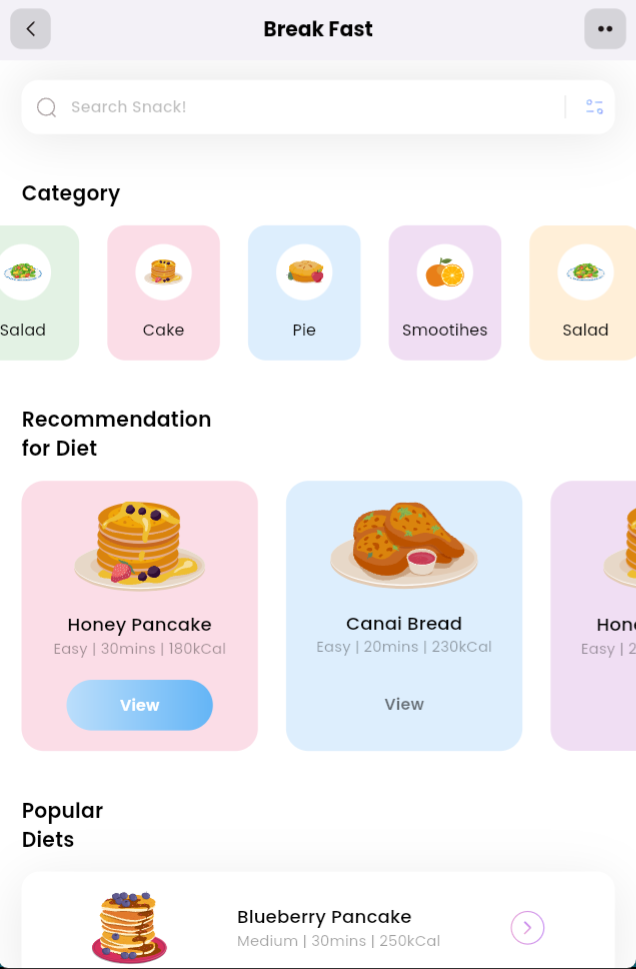 Break Fast
Search Snack!
Category
Salad
Cake
Pie
Smootihes
Salad
Recommendation
for Diet
Honey Pancake
Easy | 30mins | 180kCal
View
Canai Bread
Easy | 20mins | 230kCal
View
Hon
Easy | 2
Popular
Diets
Blueberry Pancake
Medium | 30mins | 250kCal